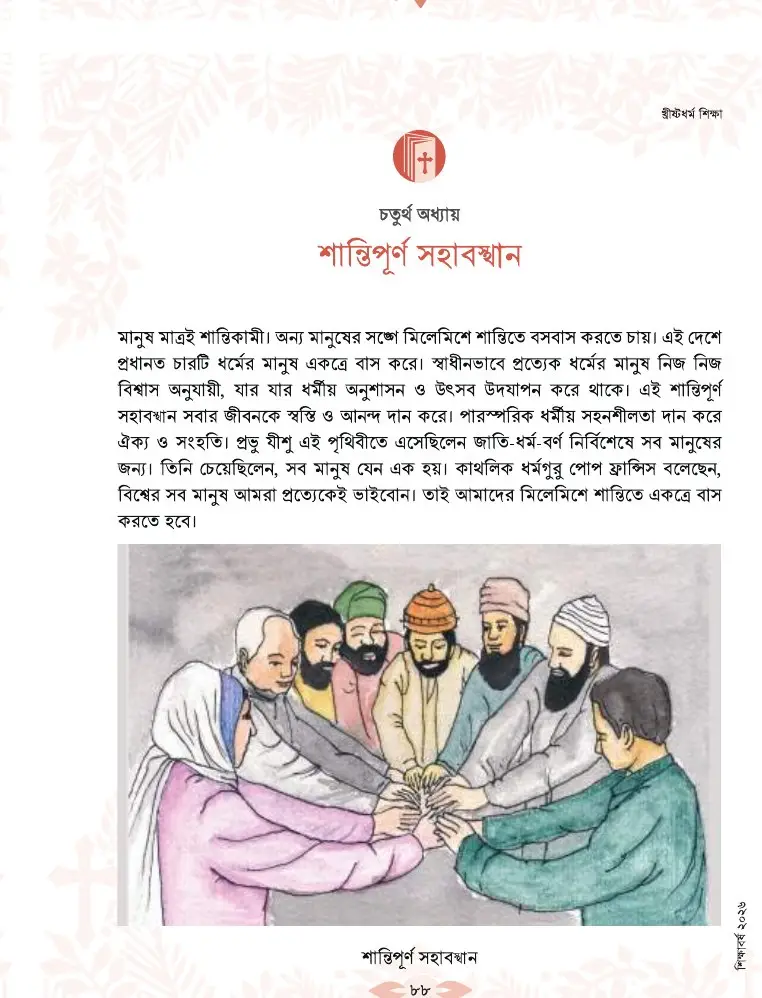 খ্রীষ্টধর্ম শিক্ষা
চতুর্থ অধ্যায়
শান্তিপূর্ণ সহাবস্থান
মানুষ মাত্রই শান্তিকামী। অন্য মানুষের সঙ্গে মিলেমিশে শান্তিতে বসবাস করতে চায়। এই দেশে
প্রধানত চারটি ধর্মের মানুষ একত্রে বাস করে। স্বাধীনভাবে প্রত্যেক ধর্মের মানুষ নিজ নিজ
বিশ্বাস অনুযায়ী, যার যার ধর্মীয় অনুশাসন ও উৎসব উদযাপন করে থাকে। এই শান্তিপূর্ণ
সহাবস্থান সবার জীবনকে স্বস্তি ও আনন্দ দান করে। পারস্পরিক ধর্মীয় সহনশীলতা দান করে
ঐক্য ও সংহতি। প্রভু যীশু এই পৃথিবীতে এসেছিলেন জাতি-ধর্ম-বর্ণ নির্বিশেষে সব মানুষের
জন্য। তিনি চেয়েছিলেন, সব মানুষ যেন এক হয়। কাথলিক ধর্মগুরু পোপ ফ্রান্সিস বলেছেন,
বিশ্বের সব মানুষ আমরা প্রত্যেকেই ভাইবোন। তাই আমাদের মিলেমিশে শান্তিতে একত্রে বাস
করতে হবে।
শান্তিপূর্ণ সহাবস্থান
শিক্ষাবর্ষ ২০২৬
৮৮